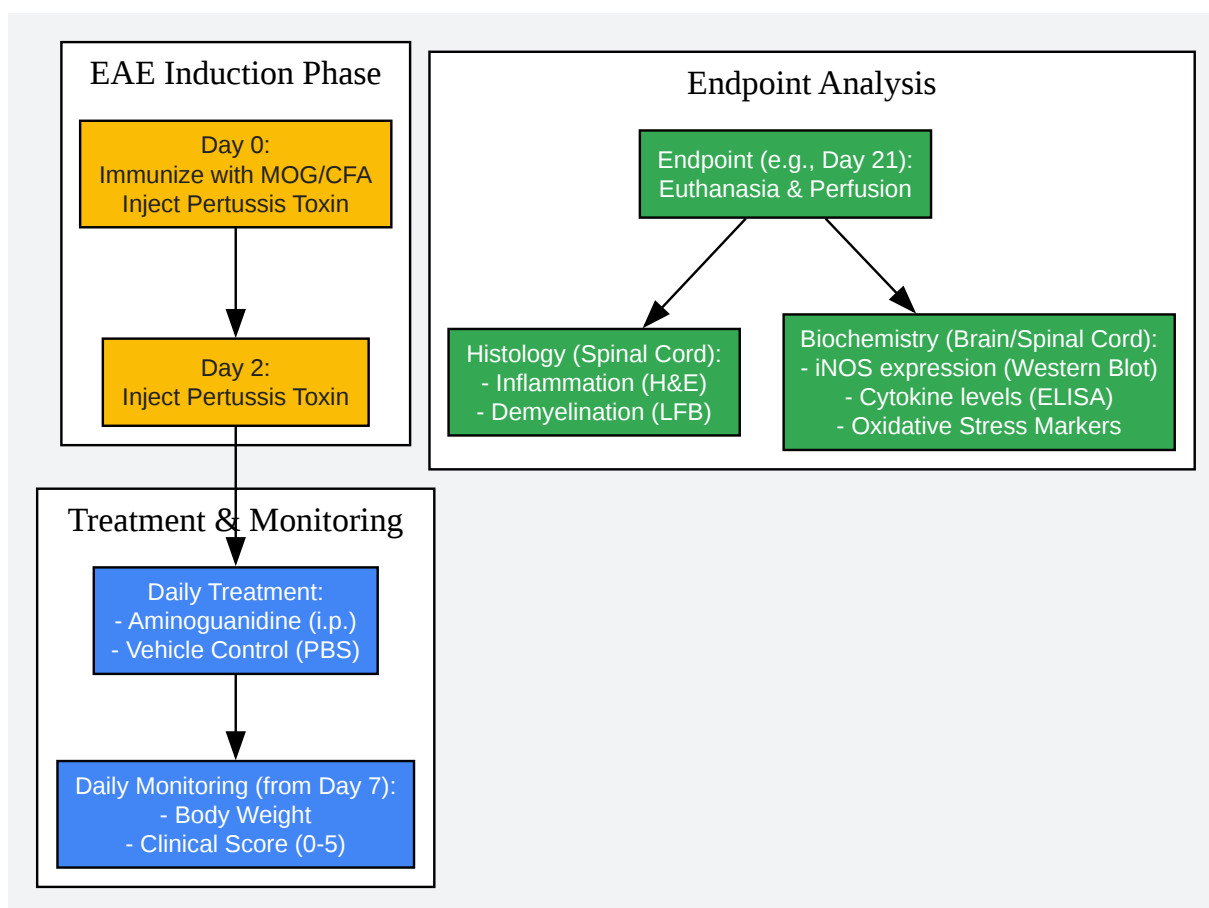 EAE Induction Phase
Day 0:
Immunize with MOG/CFA
Inject Pertussis Toxin
Day 2:
Inject Pertussis Toxin
Treatment & Monitoring
Daily Treatment:
- Aminoguanidine (i.p.)
- Vehicle Control (PBS)
Daily Monitoring (from Day 7):
- Body Weight
- Clinical Score (0-5)
Endpoint Analysis
Endpoint (e.g., Day 21):
Euthanasia & Perfusion
Histology (Spinal Cord):
- Inflammation (H&E)
- Demyelination (LFB)
Biochemistry (Brain/Spinal Cord):
- iNOS expression (Western Blot)
- Cytokine levels (ELISA)
- Oxidative Stress Markers